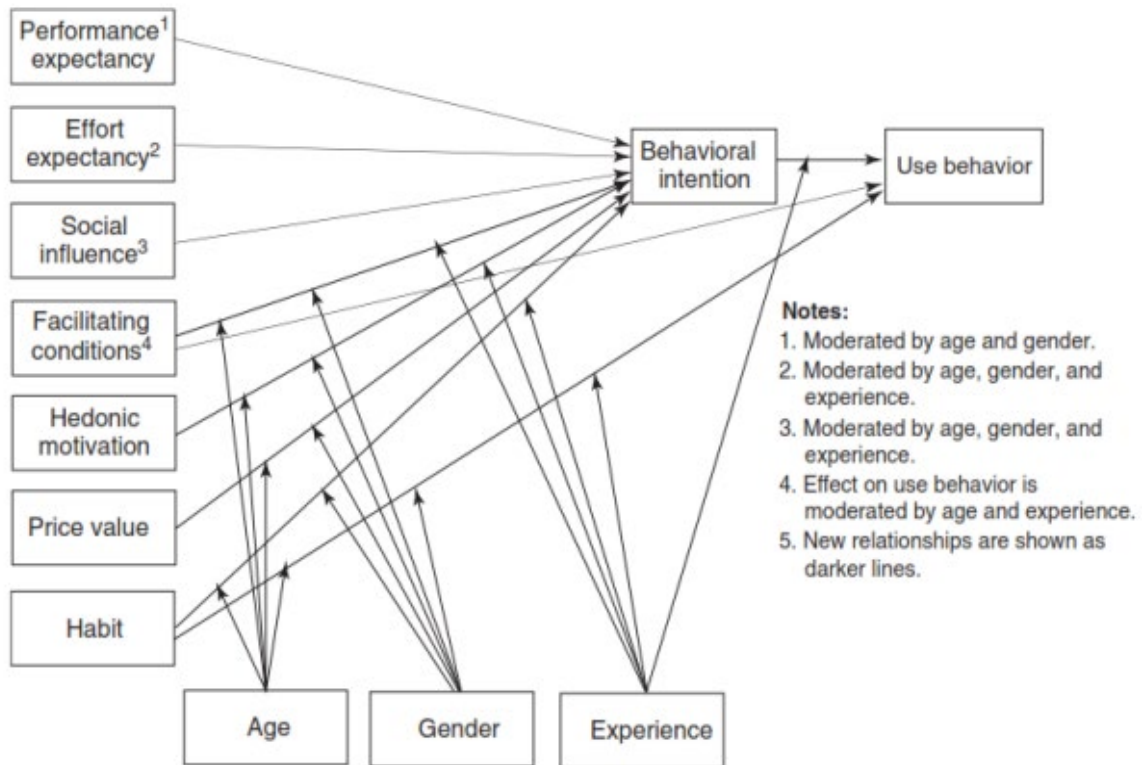 Performance¹
expectancy
Effort
expectancy²
Social
influence³
Facilitating
conditions⁴
Hedonic
motivation
Price value
Habit
Age
Gender
Experience
Behavioral
intention
Use behavior
Notes:
1. Moderated by age and gender.
2. Moderated by age, gender, and
experience.
3. Moderated by age, gender, and
experience.
4. Effect on use behavior is
moderated by age and experience.
5. New relationships are shown as
darker lines.